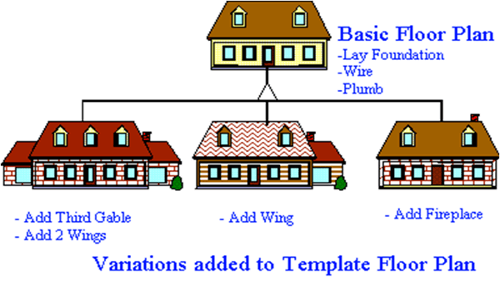 Basic Floor Plan
-Lay Foundation
-Wire
-Plumb
- Add Third Gable
- Add 2 Wings
- Add Wing
- Add Fireplace
Variations added to Template Floor Plan